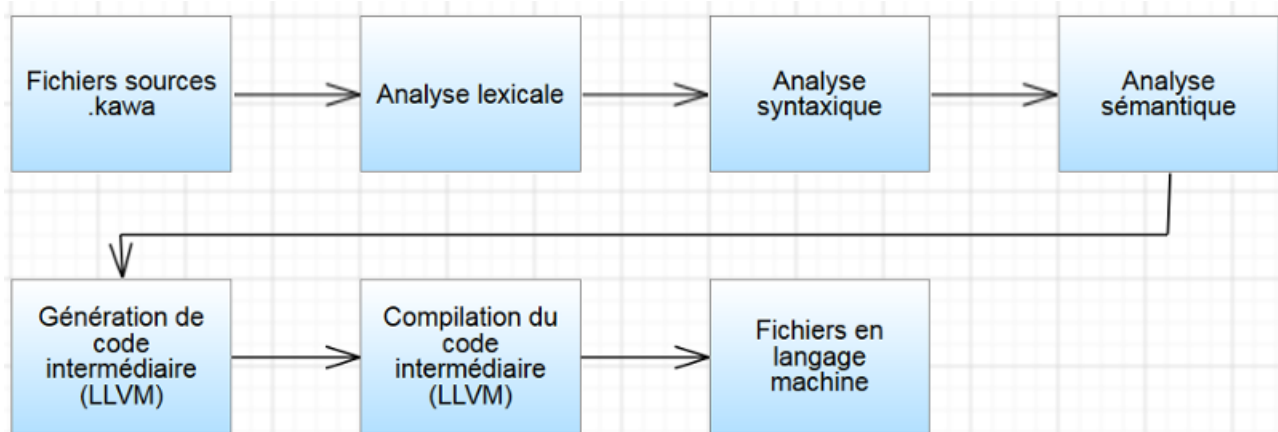 Fichiers sources
.kawa
Analyse lexicale
Analyse
syntaxique
Analyse
sémantique
Génération de
code
intermédiaire
(LLVM)
Compilation du
code
intermédiaire
(LLVM)
Fichiers en
langage
machine